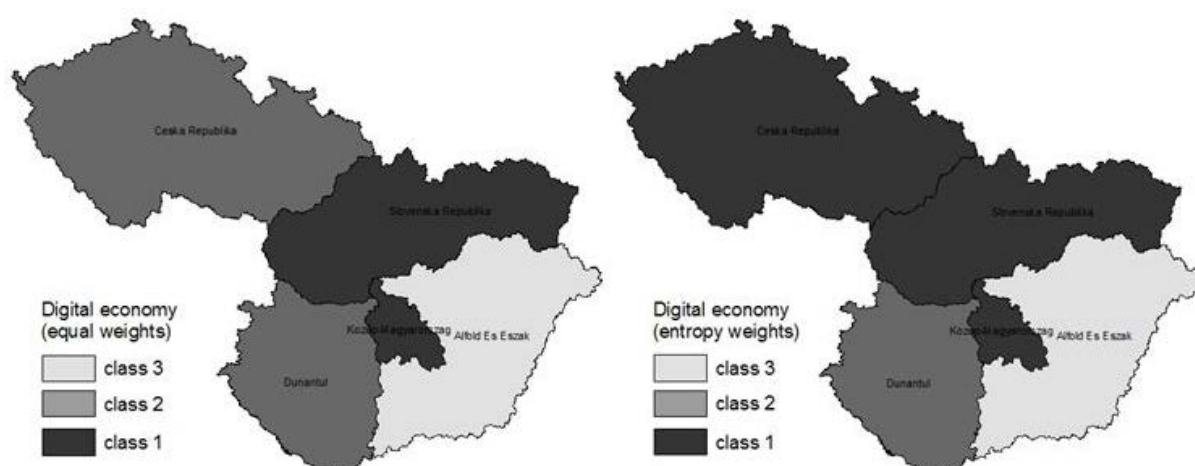 Ceska Republika
Slovenska Republika
Kozep-Magyarorszag
Alfold Es Eszak
Dunantul
Digital economy
(equal weights)
class 3
class 2
class 1
Ceska Republika
Slovenska Republika
Kozep-Magyarorszag
Alfold Es Eszak
Dunantul
Digital economy
(entropy weights)
class 3
class 2
class 1